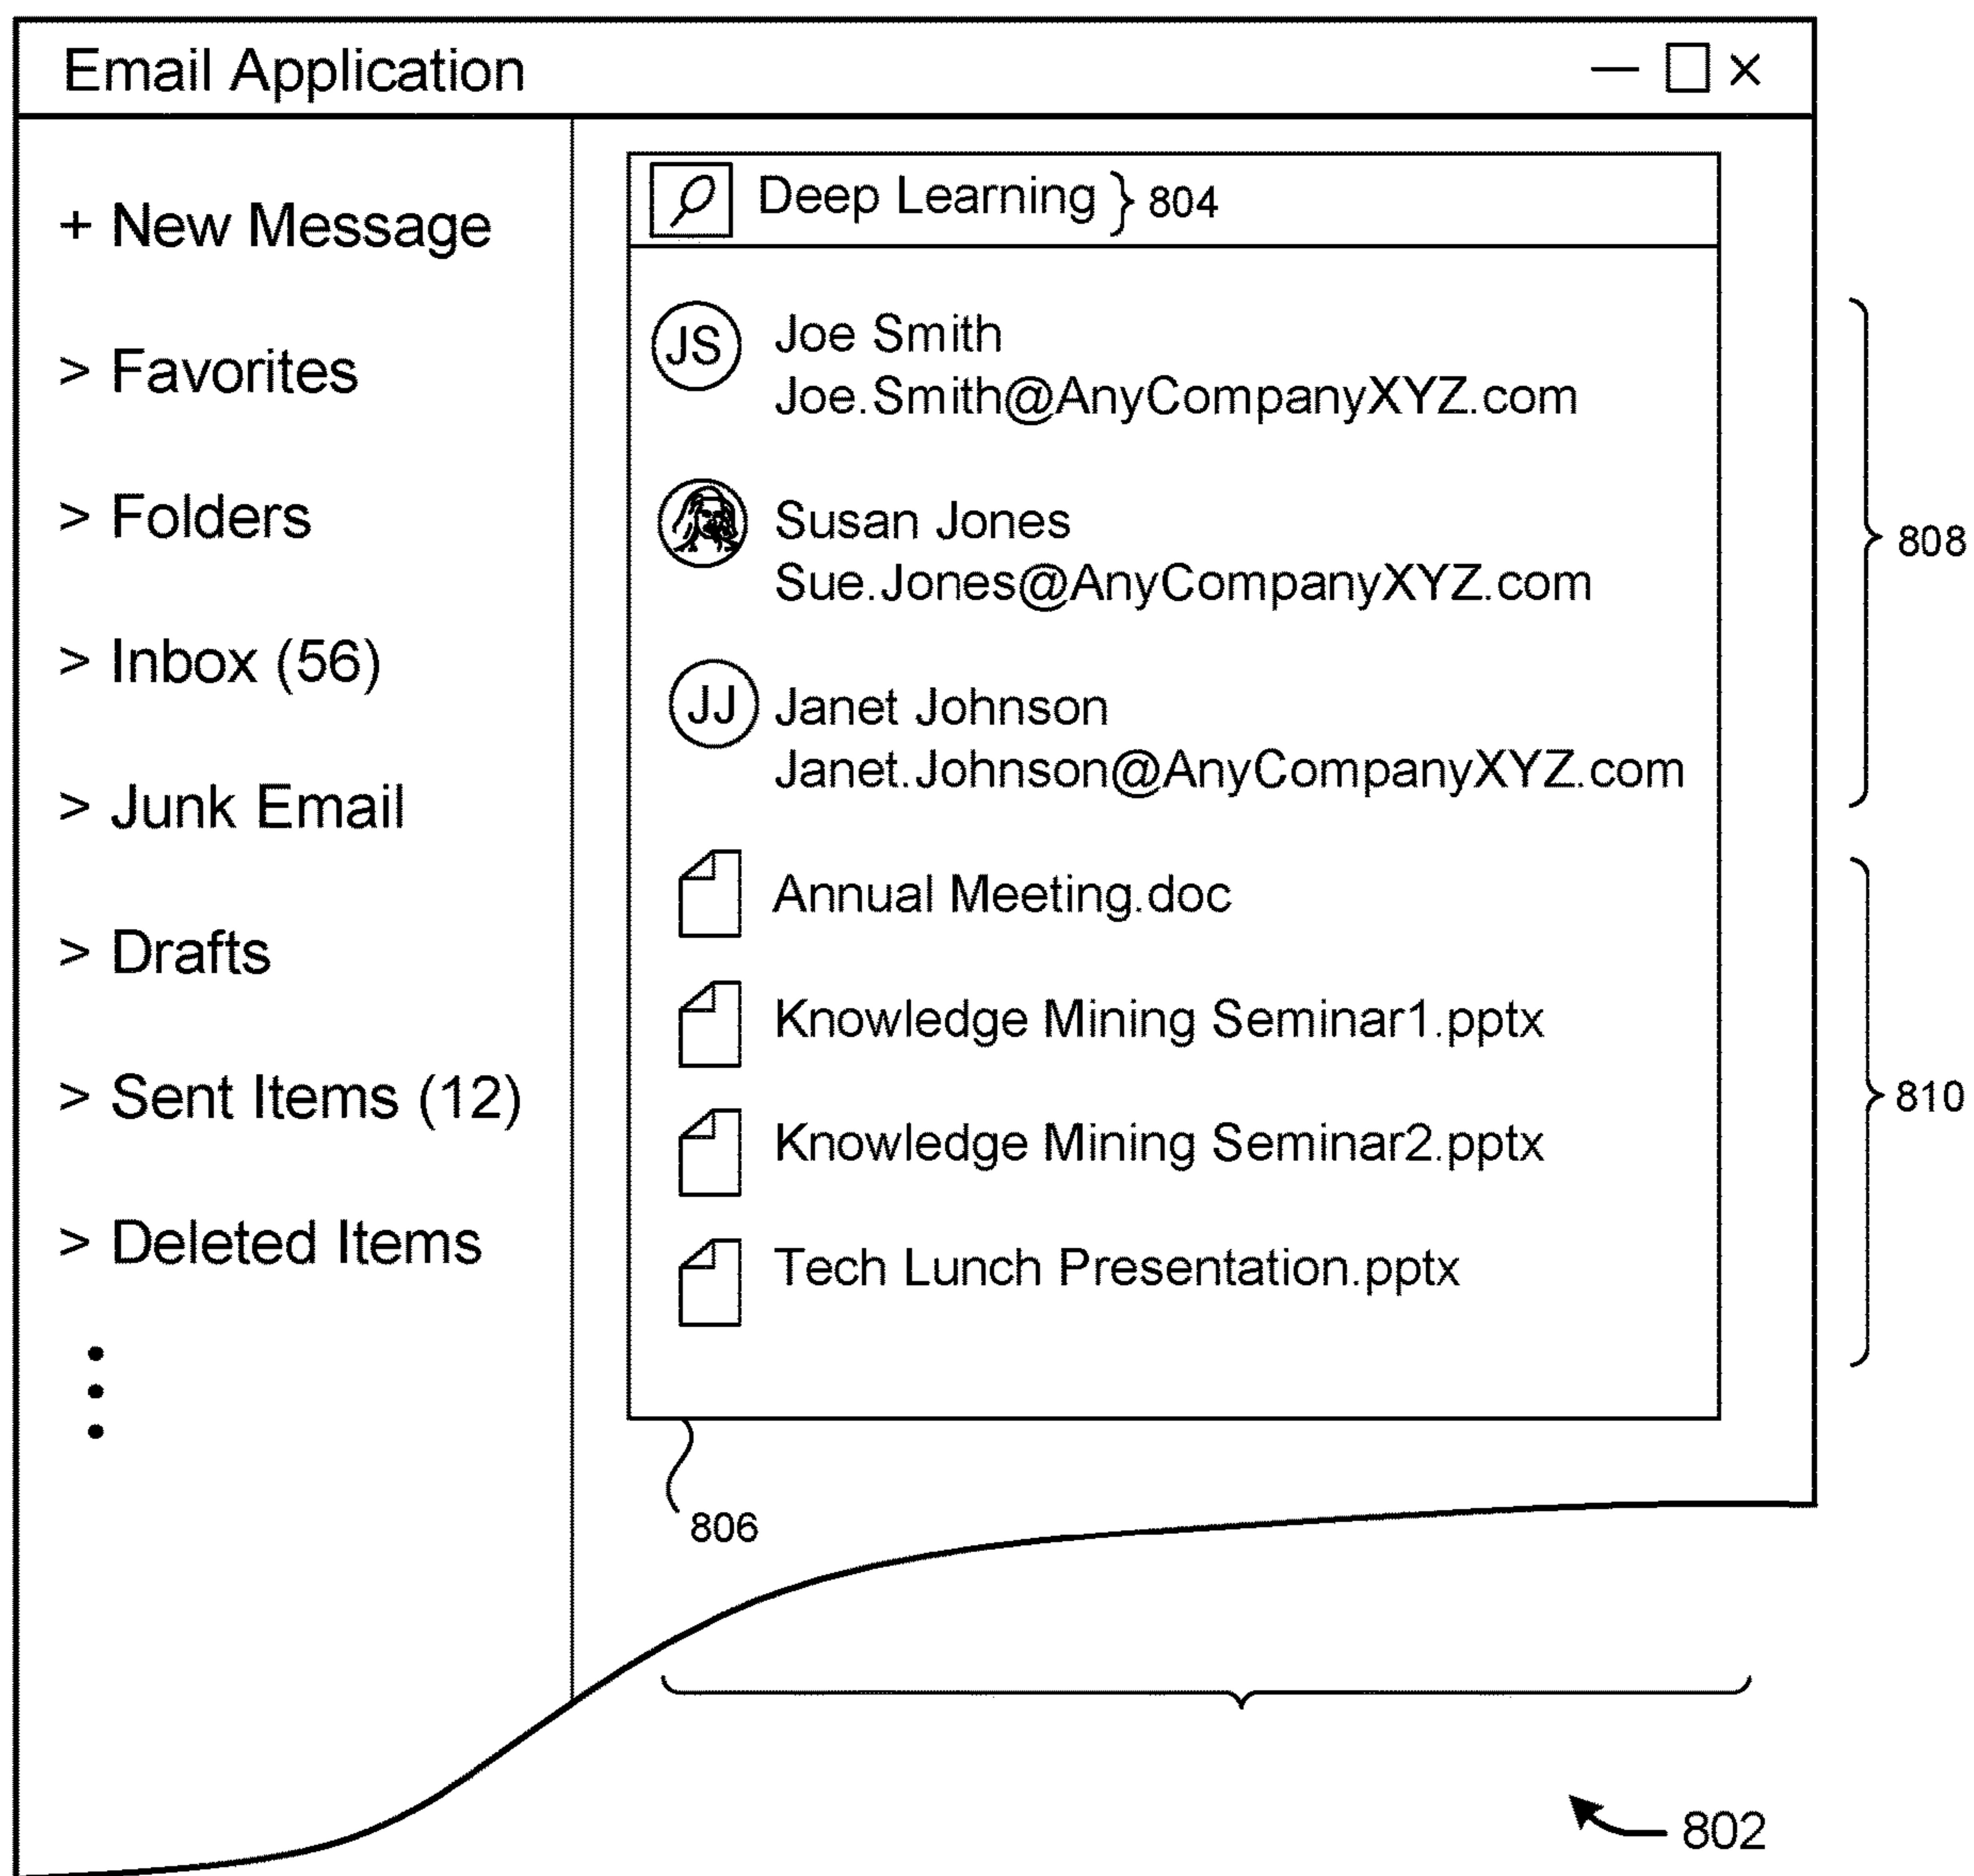 Email Application
+ New Message
> Favorites
> Folders
> Inbox (56)
> Junk Email
> Drafts
> Sent Items (12)
> Deleted Items
Deep Learning } 804
JS
Joe Smith
Joe.Smith@AnyCompanyXYZ.com
Susan Jones
Sue.Jones@AnyCompanyXYZ.com
JJ
Janet Johnson
Janet.Johnson@AnyCompanyXYZ.com
808
Annual Meeting.doc
Knowledge Mining Seminar1.pptx
Knowledge Mining Seminar2.pptx
Tech Lunch Presentation.pptx
810
806
802